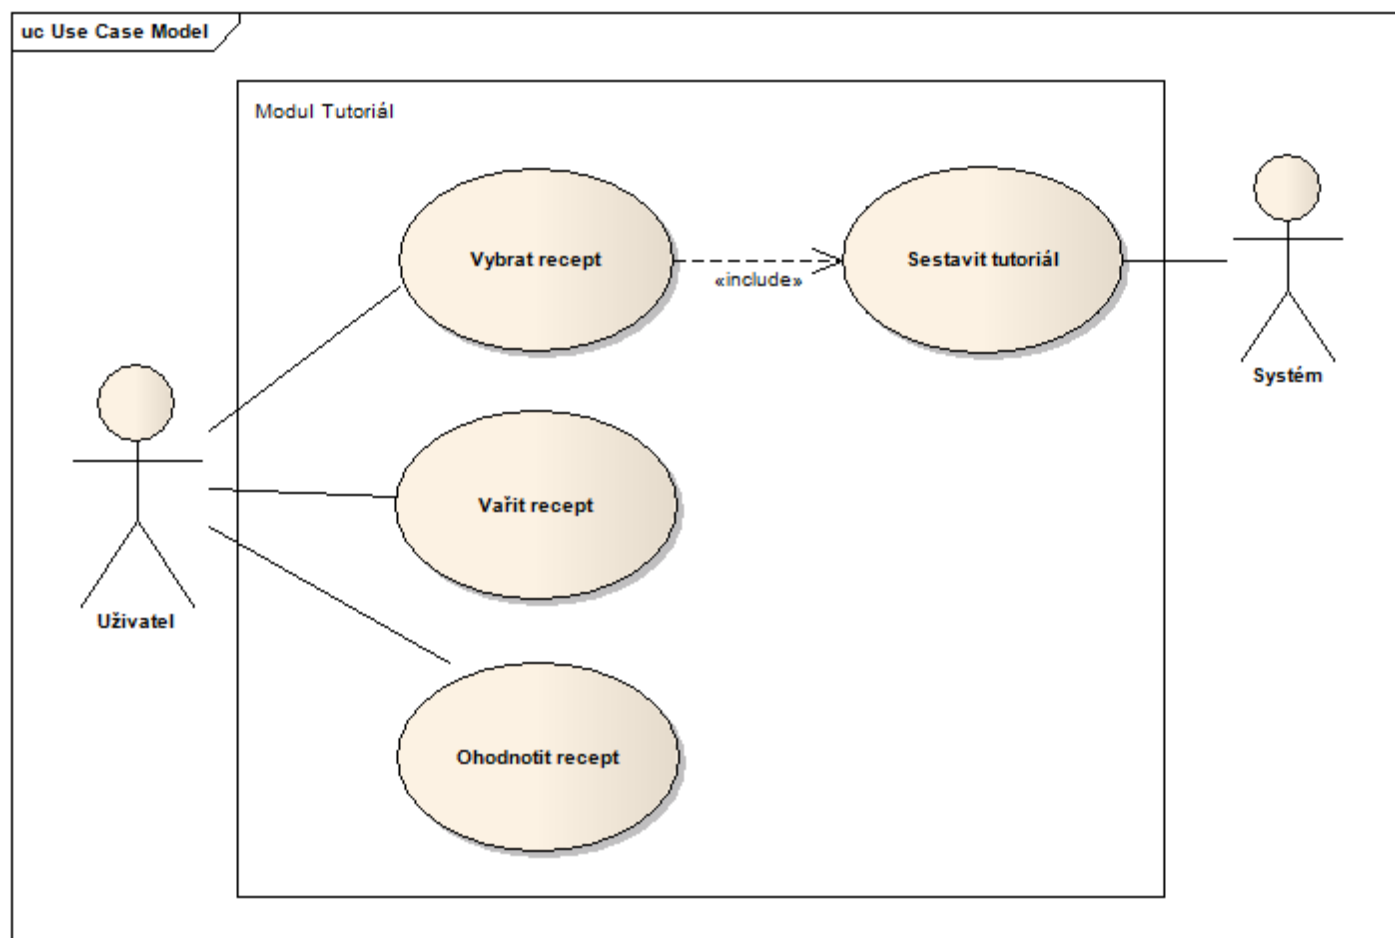 uc Use Case Model
Modul Tutoriál
Vybrat recept
«include»
Sestavit tutoriál
Systém
Vařit recept
Uživatel
Ohodnotit recept